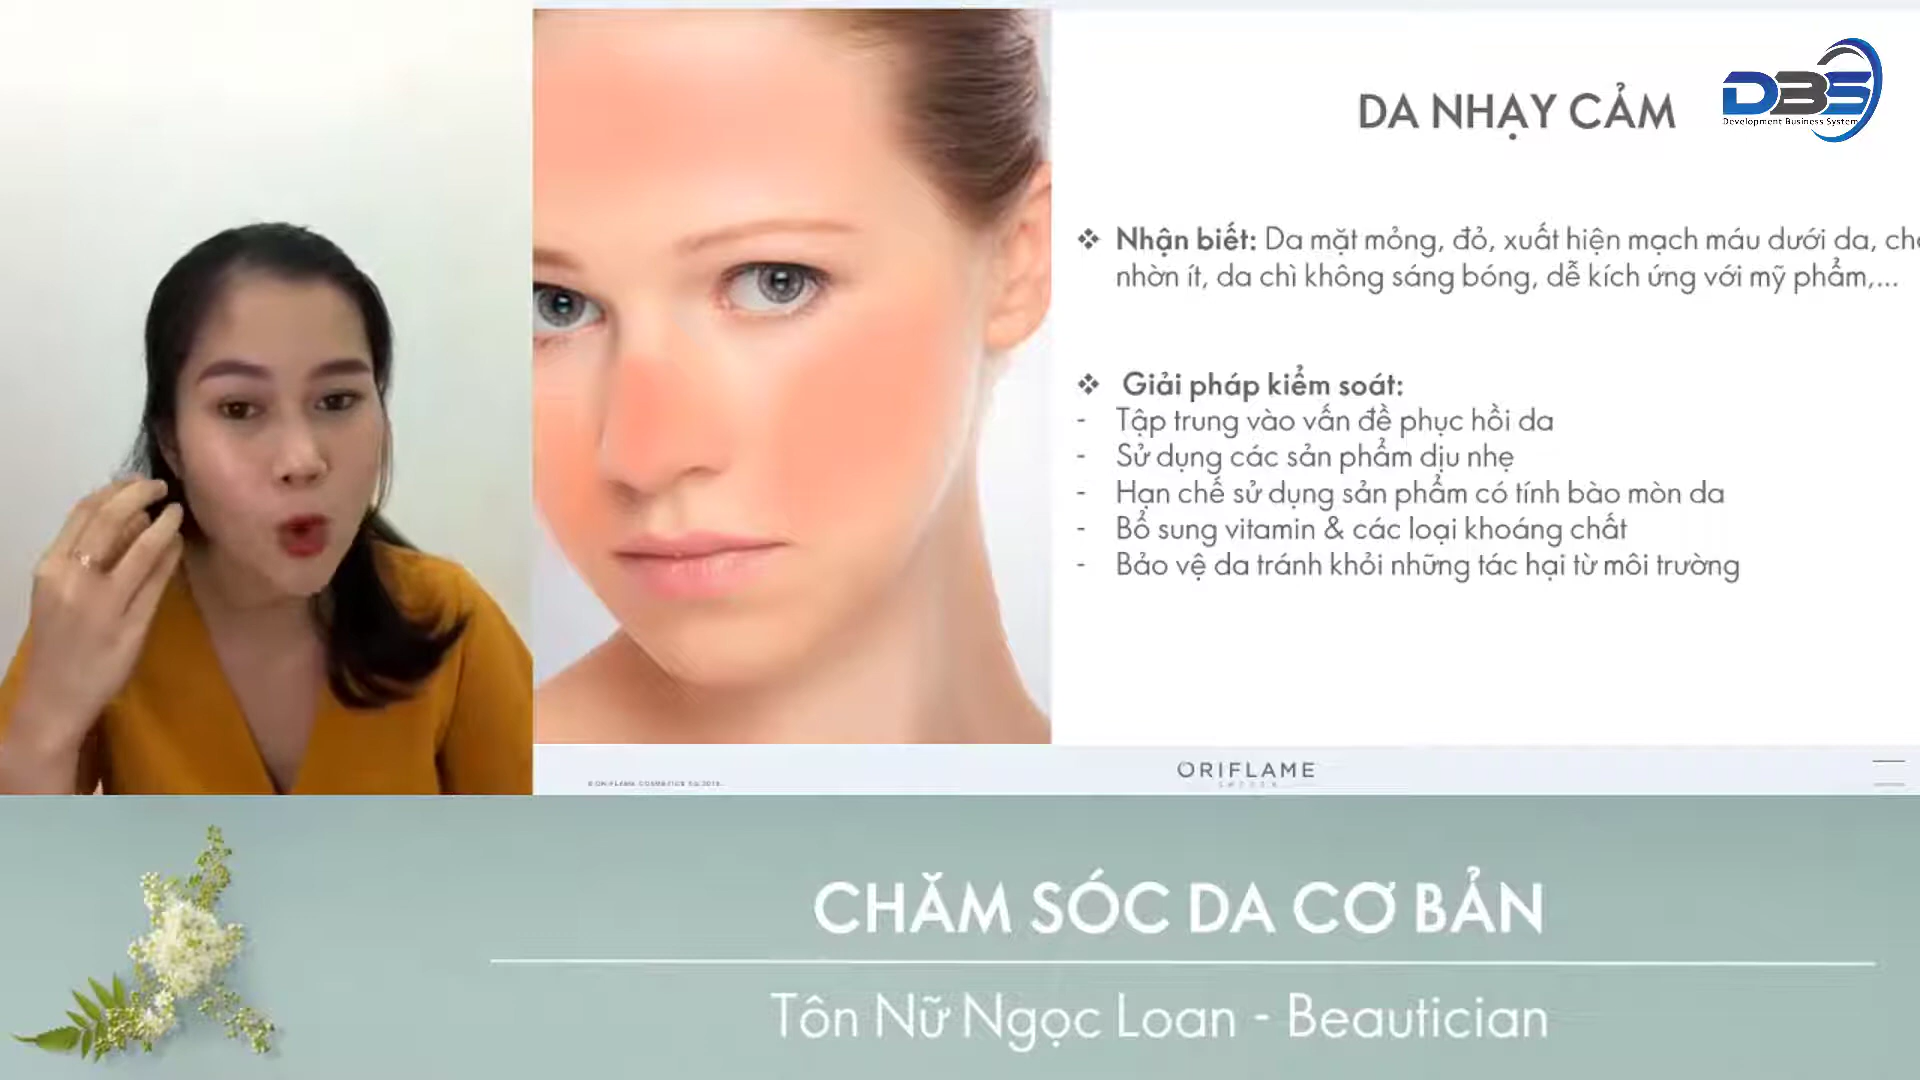 DA NHẠY CẢM
DBS
Development Business System
❖ Nhận biết: Da mặt mỏng, đỏ, xuất hiện mạch máu dưới da,
nhờn ít, da chì không sáng bóng, dễ kích ứng với mỹ phẩm,...
❖ Giải pháp kiểm soát:
- Tập trung vào vấn đề phục hồi da
- Sử dụng các sản phẩm dịu nhẹ
- Hạn chế sử dụng sản phẩm có tính bào mòn da
- Bổ sung vitamin & các loại khoáng chất
- Bảo vệ da tránh khỏi những tác hại từ môi trường
ORIFLAME
SWEDEN
CHĂM SÓC DA CƠ BẢN
Tôn Nữ Ngọc Loan - Beautician